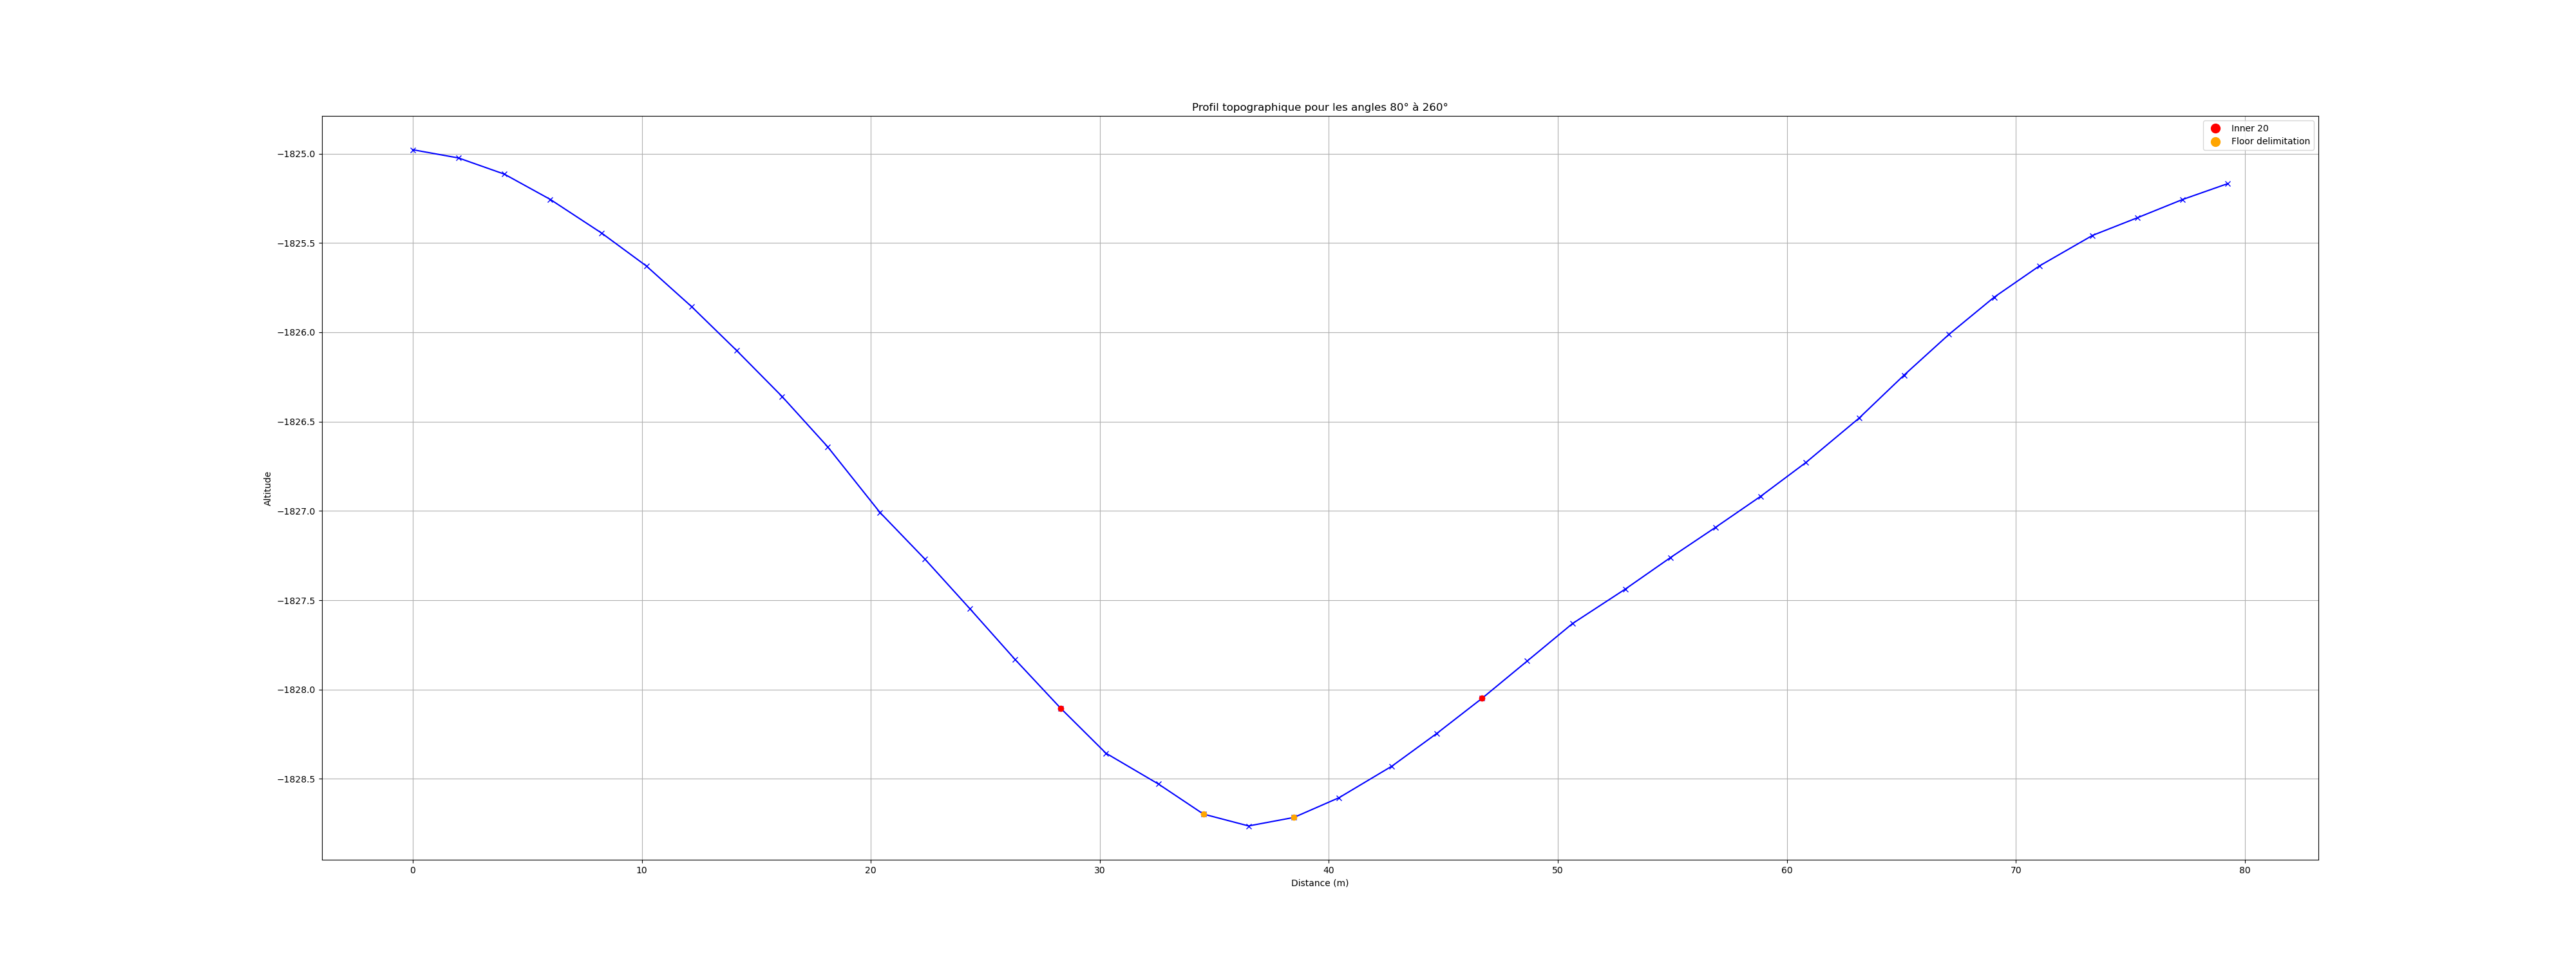 Profil topographique pour les angles 80° à 260°
Inner 20
Floor delimitation
−1825.0
−1825.5
−1826.0
−1826.5
−1827.0
−1827.5
−1828.0
−1828.5
Altitude
0 10 20 30 40 50 60 70 80
Distance (m)